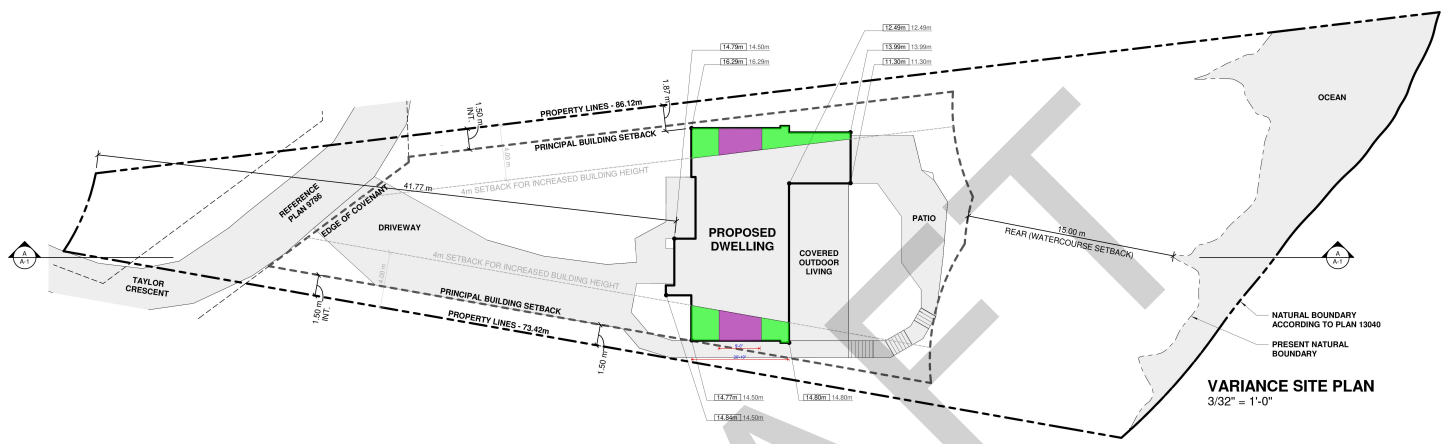 12.49m 12.49m
13.99m 13.99m
11.30m 11.30m
14.79m 14.50m
16.29m 16.29m
OCEAN
PROPERTY LINES - 86.12m
1.87 m
1.50 m
INT.
PRINCIPAL BUILDING SETBACK
4.00 m
4m SETBACK FOR INCREASED BUILDING HEIGHT
41.77 m
REFERENCE
PLAN 9786
EDGE OF COVENANT
DRIVEWAY
PROPOSED
DWELLING
COVERED
OUTDOOR
LIVING
PATIO
15.00 m
REAR (WATERCOURSE SETBACK)
A
A-1
A
A-1
TAYLOR
CRESCENT
4m SETBACK FOR INCREASED BUILDING HEIGHT
4.00 m
PRINCIPAL BUILDING SETBACK
1.50 m
INT.
PROPERTY LINES - 73.42m
1.50 m
NATURAL BOUNDARY
ACCORDING TO PLAN 13040
PRESENT NATURAL
BOUNDARY
14.77m 14.50m
14.84m 14.50m
14.80m 14.80m
VARIANCE SITE PLAN
3/32" = 1'-0"
AFT